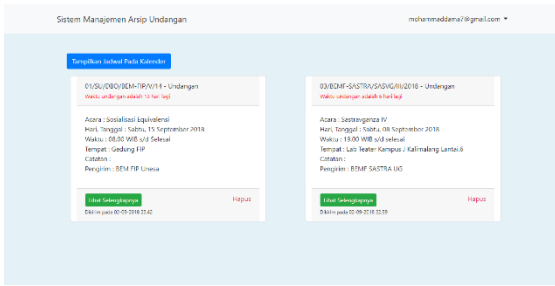 Sistem Manajemen Arsip Undangan
mohammaddama7@gmail.com
Tampilkan Jadwal Pada Kalender
01/SU/DBO/BEM-FIP/V/14 - Undangan
Waktu undangan adalah 13 hari lagi
Acara : Sosialisasi Equivalensi
Hari, Tanggal : Sabtu, 15 September 2018
Waktu : 08.00 WIB s/d Selesai
Tempat : Gedung FIP
Catatan :
Pengirim : BEM FIP Unesa
Lihat Selengkapnya
Hapus
Dikirim pada 02-09-2018 22:42
03/BEMF-SASTRA/SASVG/III/2018 - Undangan
Waktu undangan adalah 6 hari lagi
Acara : Sastravganza IV
Hari, Tanggal : Sabtu, 08 September 2018
Waktu : 19.00 WIB s/d Selesai
Tempat : Lab Teater Kampus J Kalimalang Lantai.6
Catatan :
Pengirim : BEMF SASTRA UG
Lihat Selengkapnya
Hapus
Dikirim pada 02-09-2018 22:39